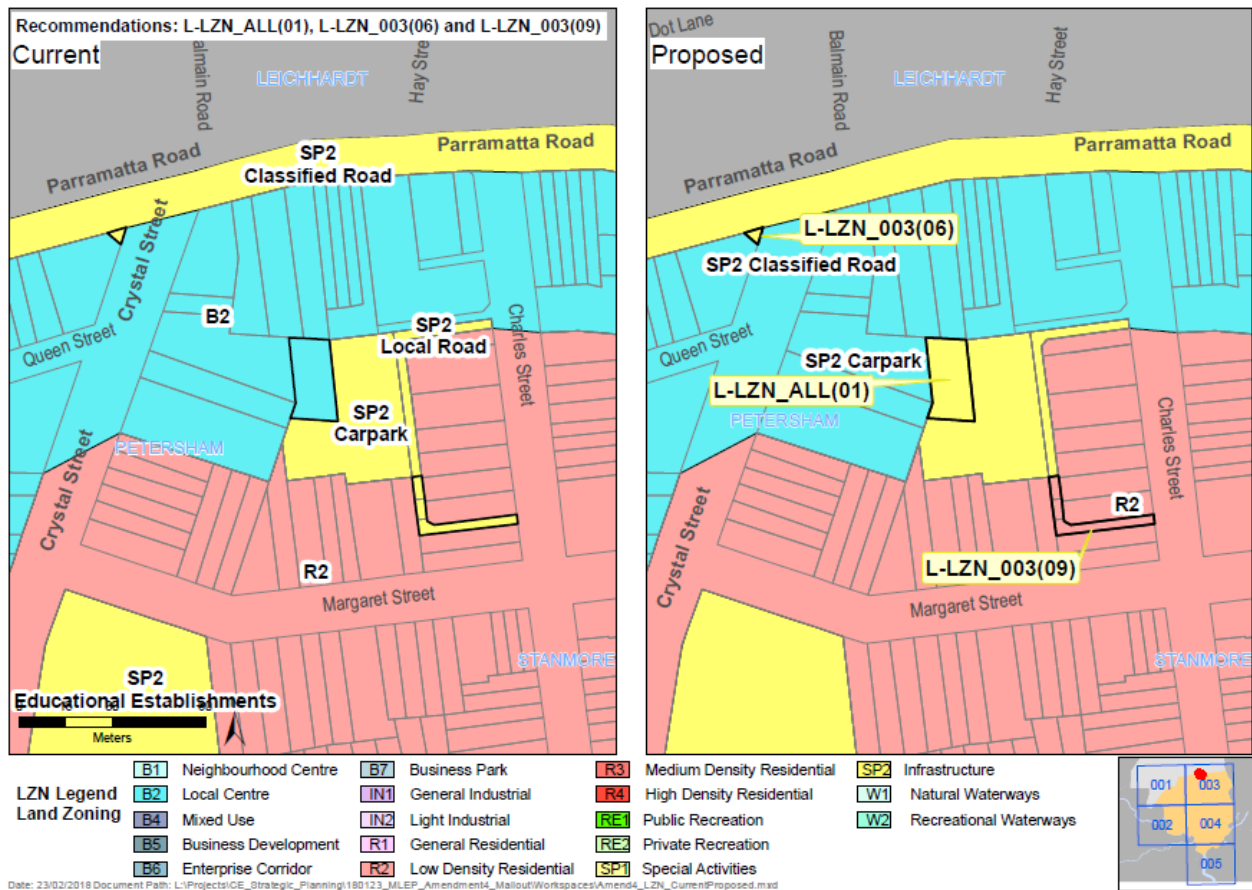 Recommendations: L-LZN_ALL(01), L-LZN_003(06) and L-LZN_003(09)
Current
Balmain Road
LEICHHARDT
Hay Street
Parramatta Road
Parramatta Road
SP2
Classified Road
Crystal Street
B2
Queen Street
SP2
Local Road
Charles Street
SP2
Carpark
PETERSHAM
Crystal Street
R2
Margaret Street
STANMORE
SP2
Educational Establishments
Meters
Proposed
Dot Lane
Balmain Road
LEICHHARDT
Hay Street
Parramatta Road
Parramatta Road
L-LZN_003(06)
SP2 Classified Road
Queen Street
SP2 Carpark
L-LZN_ALL(01)
PETERSHAM
Charles Street
Crystal Street
R2
L-LZN_003(09)
Margaret Street
STANMORE
LZN Legend
Land Zoning
B1 Neighbourhood Centre
B2 Local Centre
B4 Mixed Use
B5 Business Development
B6 Enterprise Corridor
B7 Business Park
IN1 General Industrial
IN2 Light Industrial
R1 General Residential
R2 Low Density Residential
R3 Medium Density Residential
R4 High Density Residential
RE1 Public Recreation
RE2 Private Recreation
SP1 Special Activities
SP2 Infrastructure
W1 Natural Waterways
W2 Recreational Waterways
001 003
002 004
005
Date: 23/02/2018 Document Path: L:\Projects\CE_Strategic_Planning\180123_MLEP_Amendment4_Mailout\Workspaces\Amend4_LZN_CurrentProposed.mxd